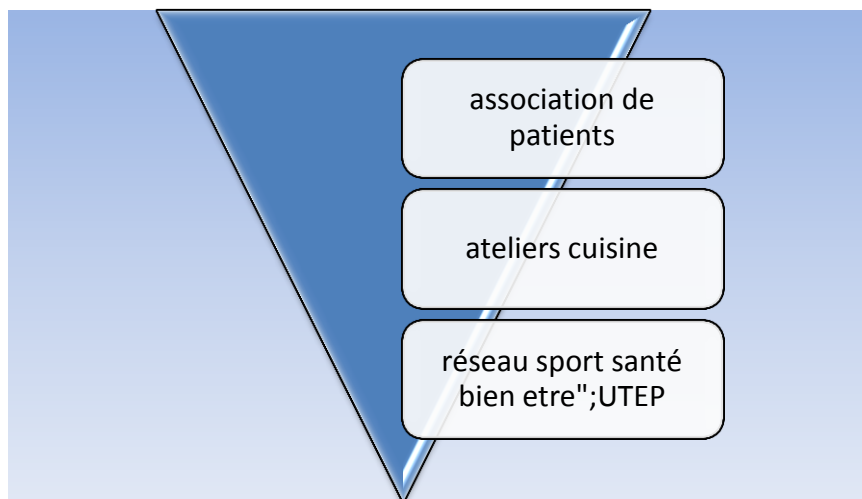 association de
patients
ateliers cuisine
réseau sport santé
bien etre";UTEP